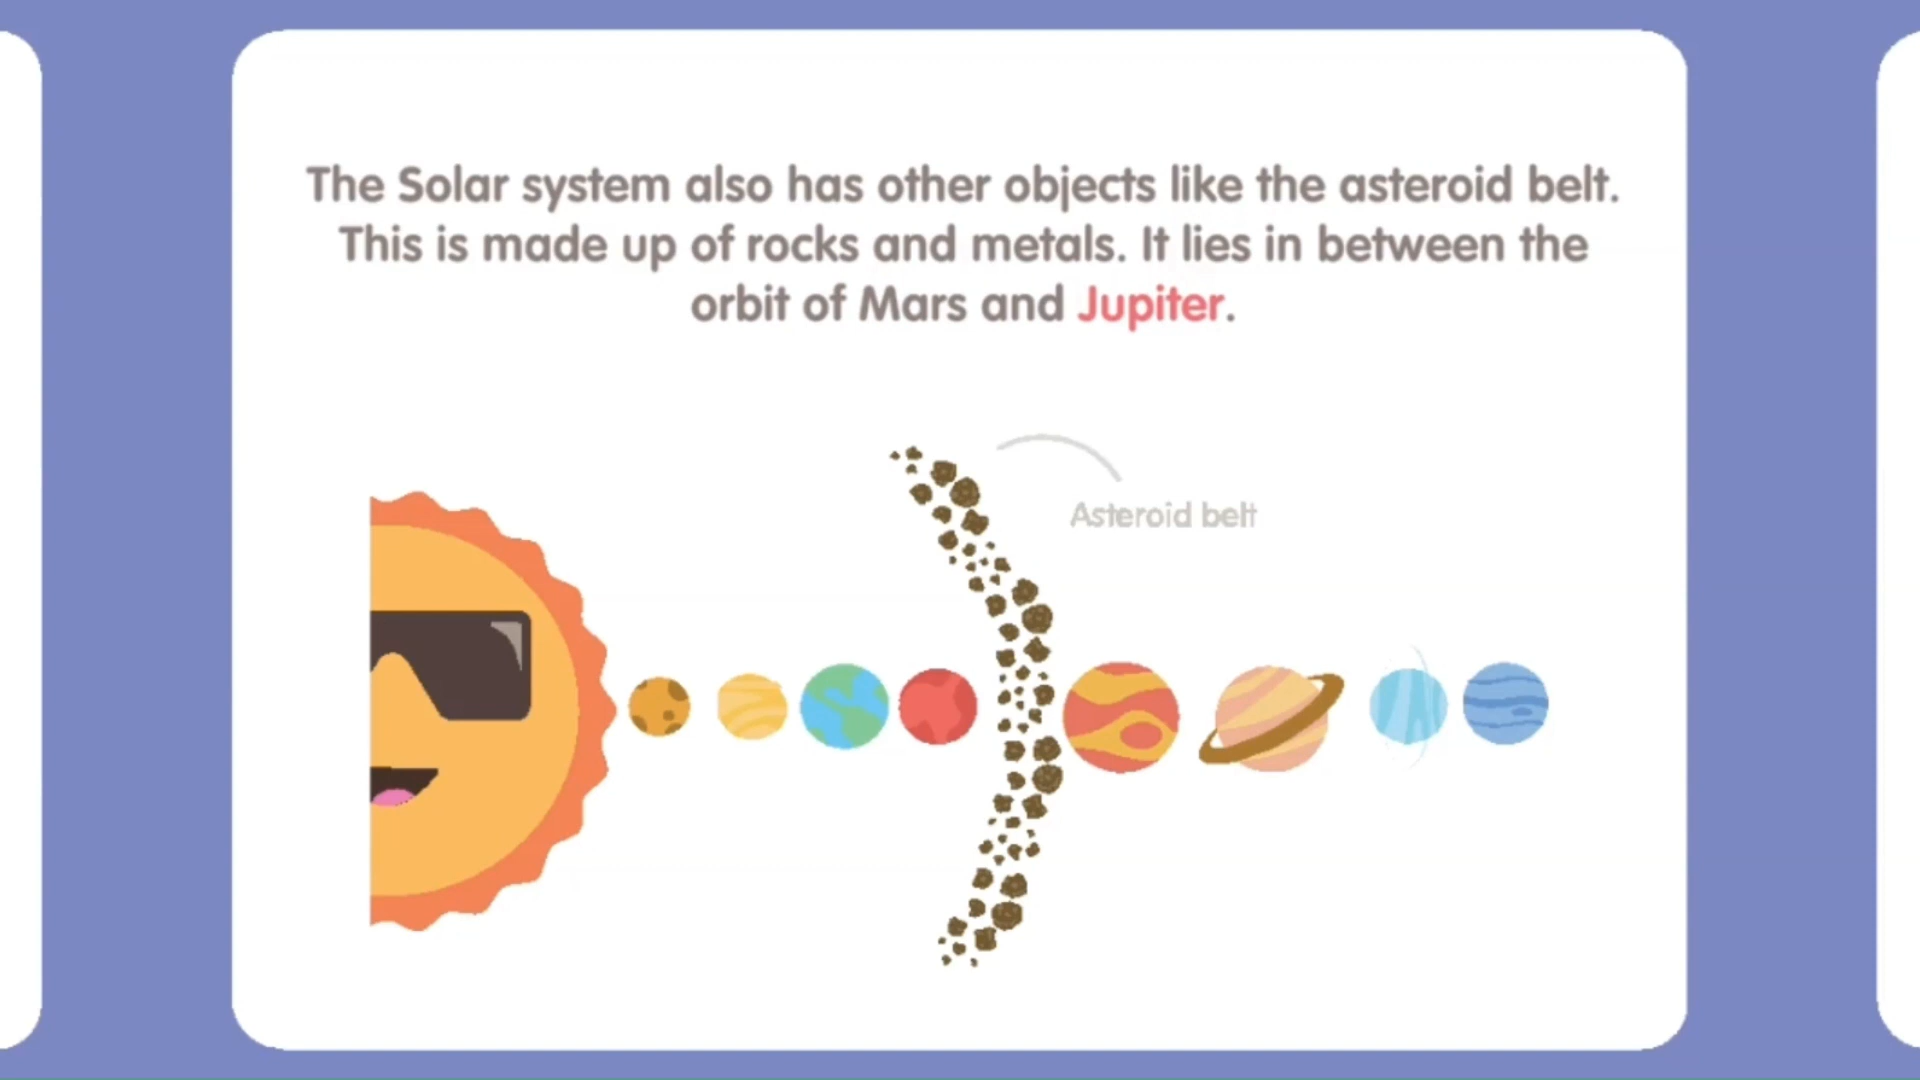 The Solar system also has other objects like the asteroid belt.
This is made up of rocks and metals. It lies in between the
orbit of Mars and Jupiter.
Asteroid belt